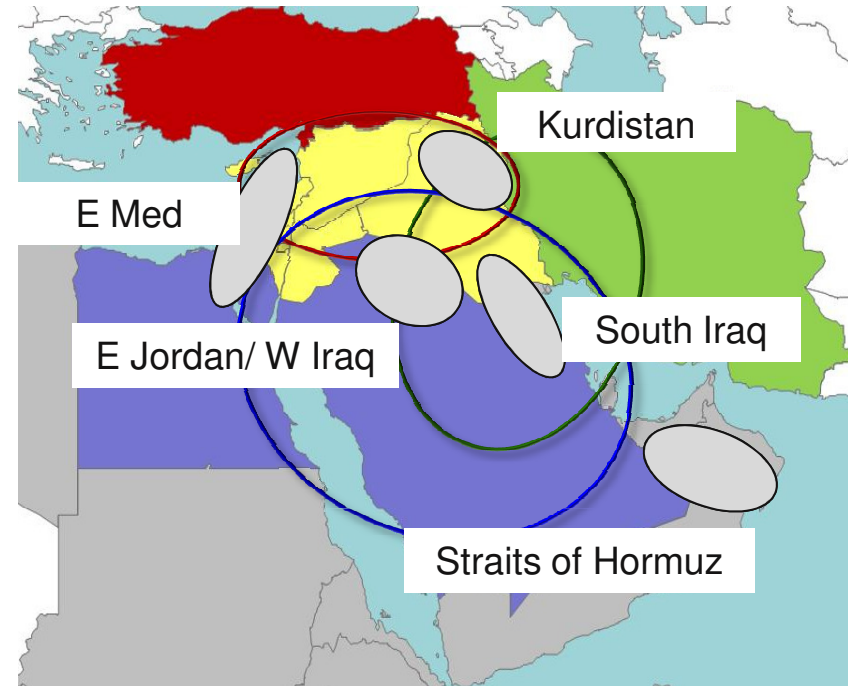 Kurdistan
E Med
South Iraq
E Jordan/ W Iraq
Straits of Hormuz